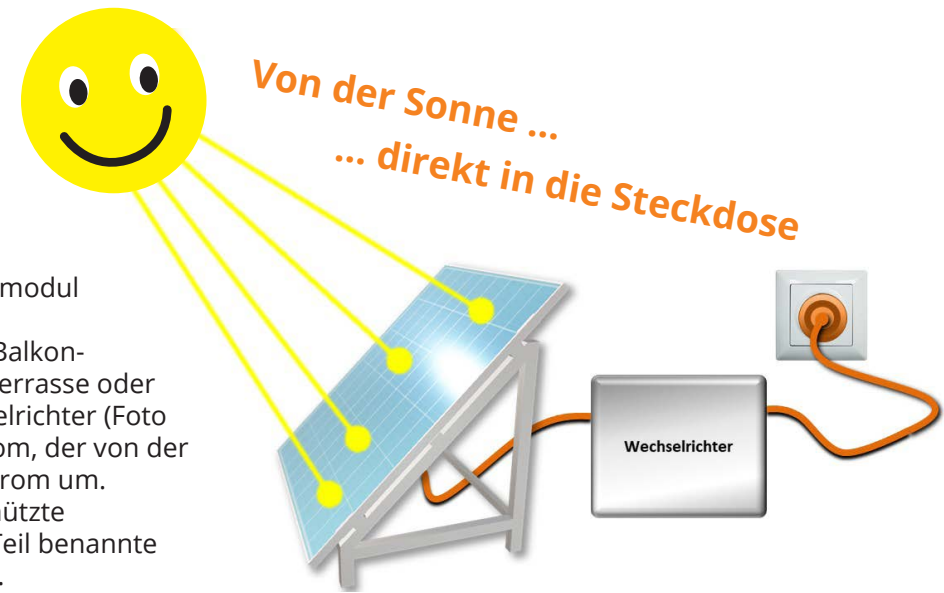 Von der Sonne ...
... direkt in die Steckdose
modul
Balkon-
errasse oder
elrichter (Foto
om, der von der
rom um.
ützte
Teil benannte
.
Wechselrichter